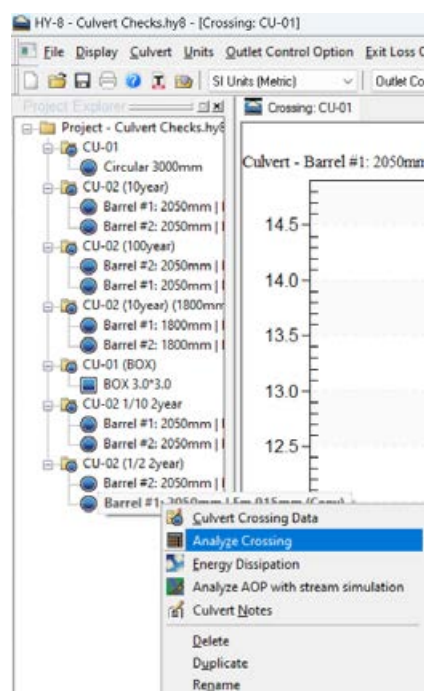 HY-8 - Culvert Checks.hy8 - [Crossing: CU-01]
File Display Culvert Units Outlet Control Option Exit Loss
SI Units (Metric) Outlet Co
Project Explorer
Crossing: CU-01
Project - Culvert Checks.hy8
CU-01
Circular 3000mm
CU-02 (10year)
Barrel #1: 2050mm |
Barrel #2: 2050mm |
CU-02 (100year)
Barrel #2: 2050mm |
Barrel #1: 2050mm |
CU-02 (10year) (1800mm
Barrel #1: 1800mm |
Barrel #2: 1800mm |
CU-01 (BOX)
BOX 3.0*3.0
CU-02 1/10 2year
Barrel #1: 2050mm |
Barrel #2: 2050mm |
CU-02 (1/2 2year)
Barrel #2: 2050mm |
Barrel #1: 2050mm | 5m 915mm (Copy)
Culvert - Barrel #1: 2050mm
14.5
14.0
13.5
13.0
12.5
Culvert Crossing Data
Analyze Crossing
Energy Dissipation
Analyze AOP with stream simulation
Culvert Notes
Delete
Duplicate
Rename